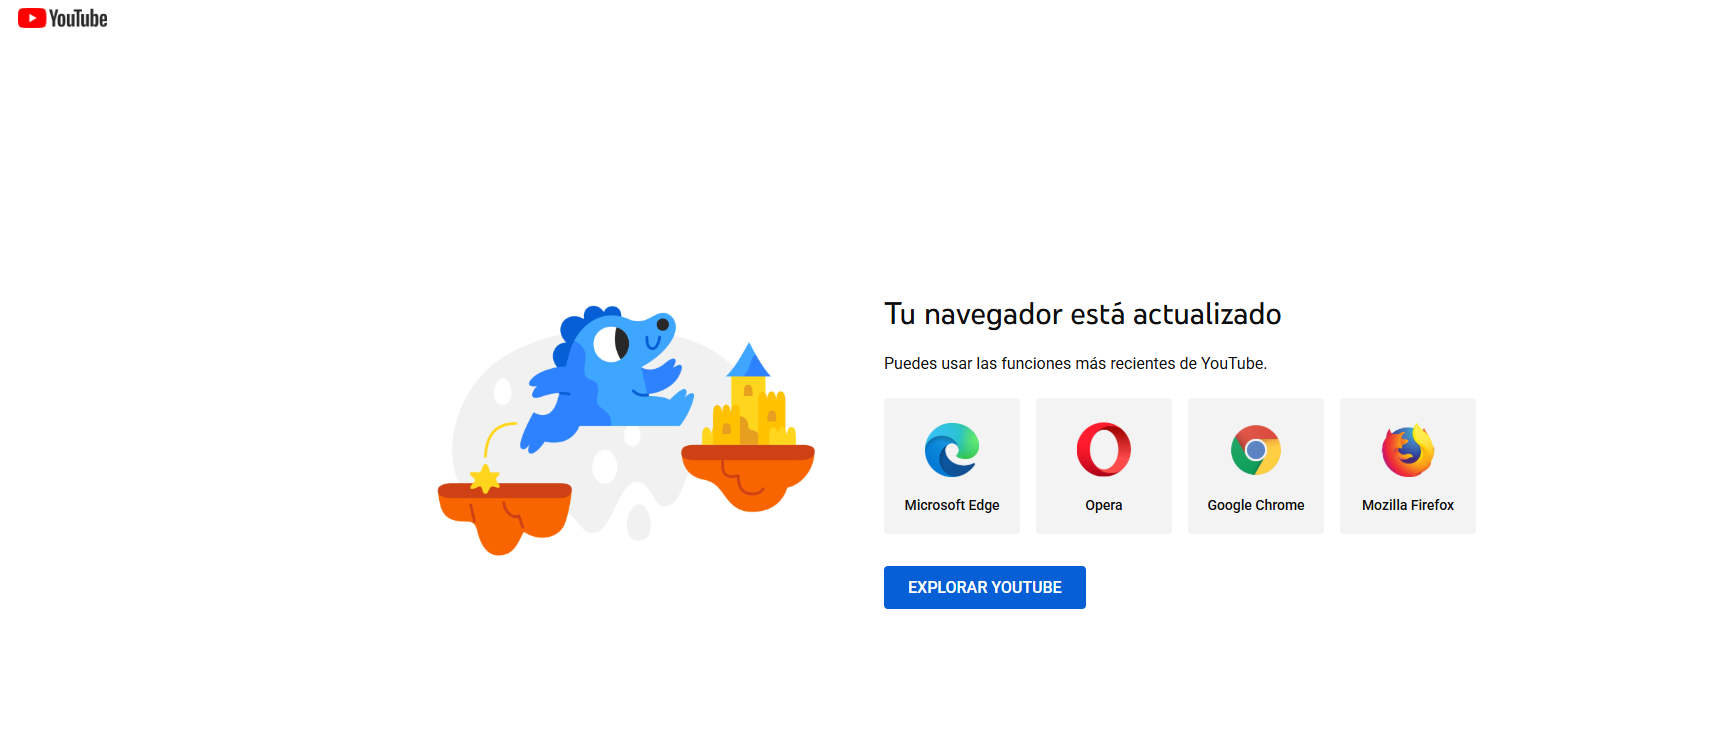 YouTube
Tu navegador está actualizado
Puedes usar las funciones más recientes de YouTube.
Microsoft Edge
Opera
Google Chrome
Mozilla Firefox
EXPLORAR YOUTUBE